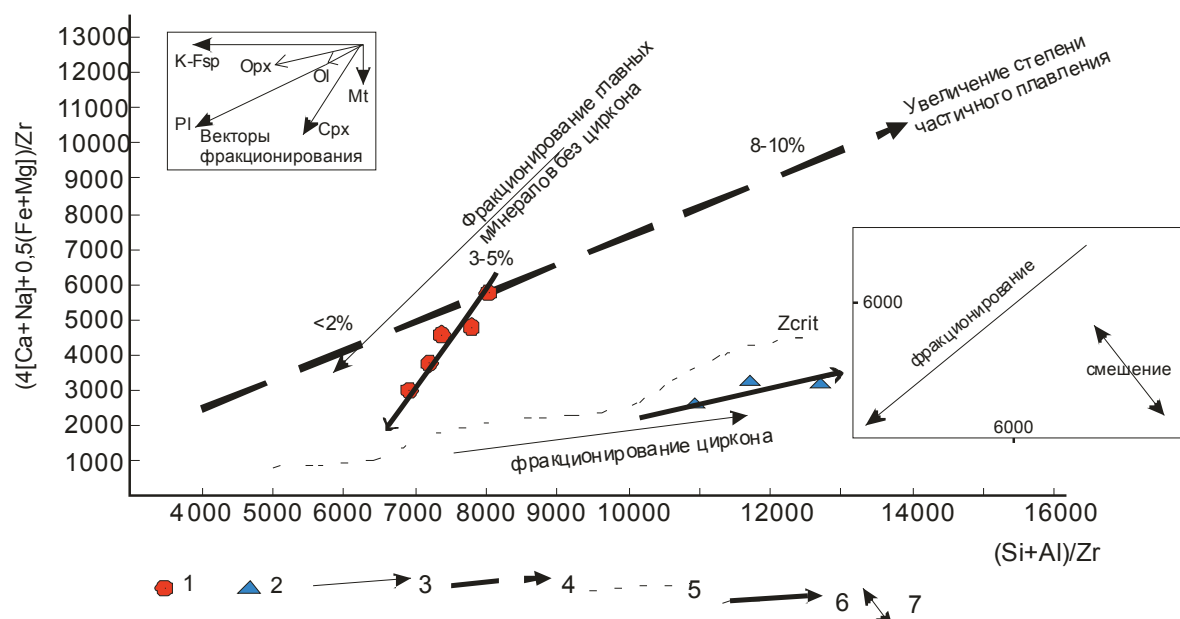 (4[Ca+Na]+0,5(Fe+Mg])/Zr
13000
12000
11000
10000
9000
8000
7000
6000
5000
4000
3000
2000
1000
K-Fsp
Opx
Ol
Mt
Pl
Cpx
Векторы
фракционирования
Фракционирование главных
минералов без циркона
Увеличение степени
частичного плавления
8-10%
3-5%
<2%
Zcrit
фракционирование циркона
6000
фракционирование
смешение
6000
4000
5000
6000
7000
8000
9000
10000
12000
14000
16000
(Si+Al)/Zr
1
2
3
4
5
6
7